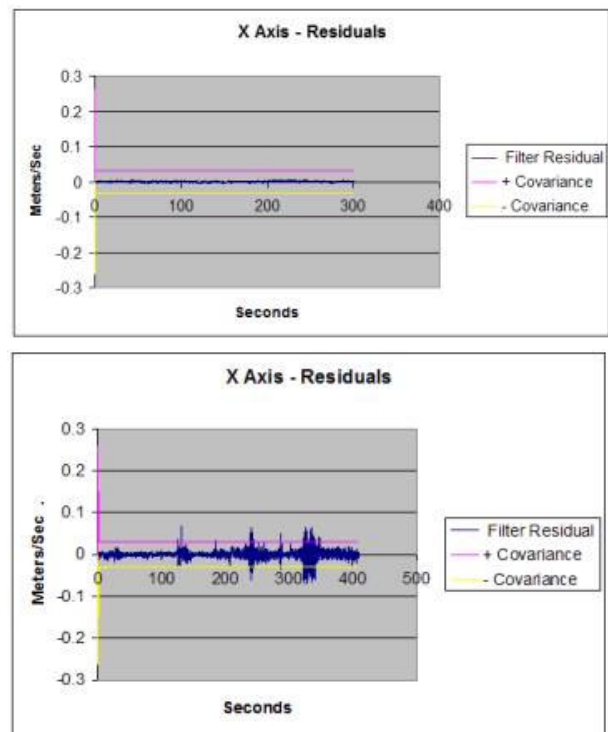 X Axis - Residuals
0.3
0.2
0.1
0
-0.1
-0.2
-0.3
0 100 200 300 400
Meters/Sec
Seconds
Filter Residual
+ Covariance
- Covariance
X Axis - Residuals
0.3
0.2
0.1
0
-0.1
-0.2
-0.3
0 100 200 300 400 500
Meters/Sec .
Seconds
Filter Residual
+ Covariance
- Covariance